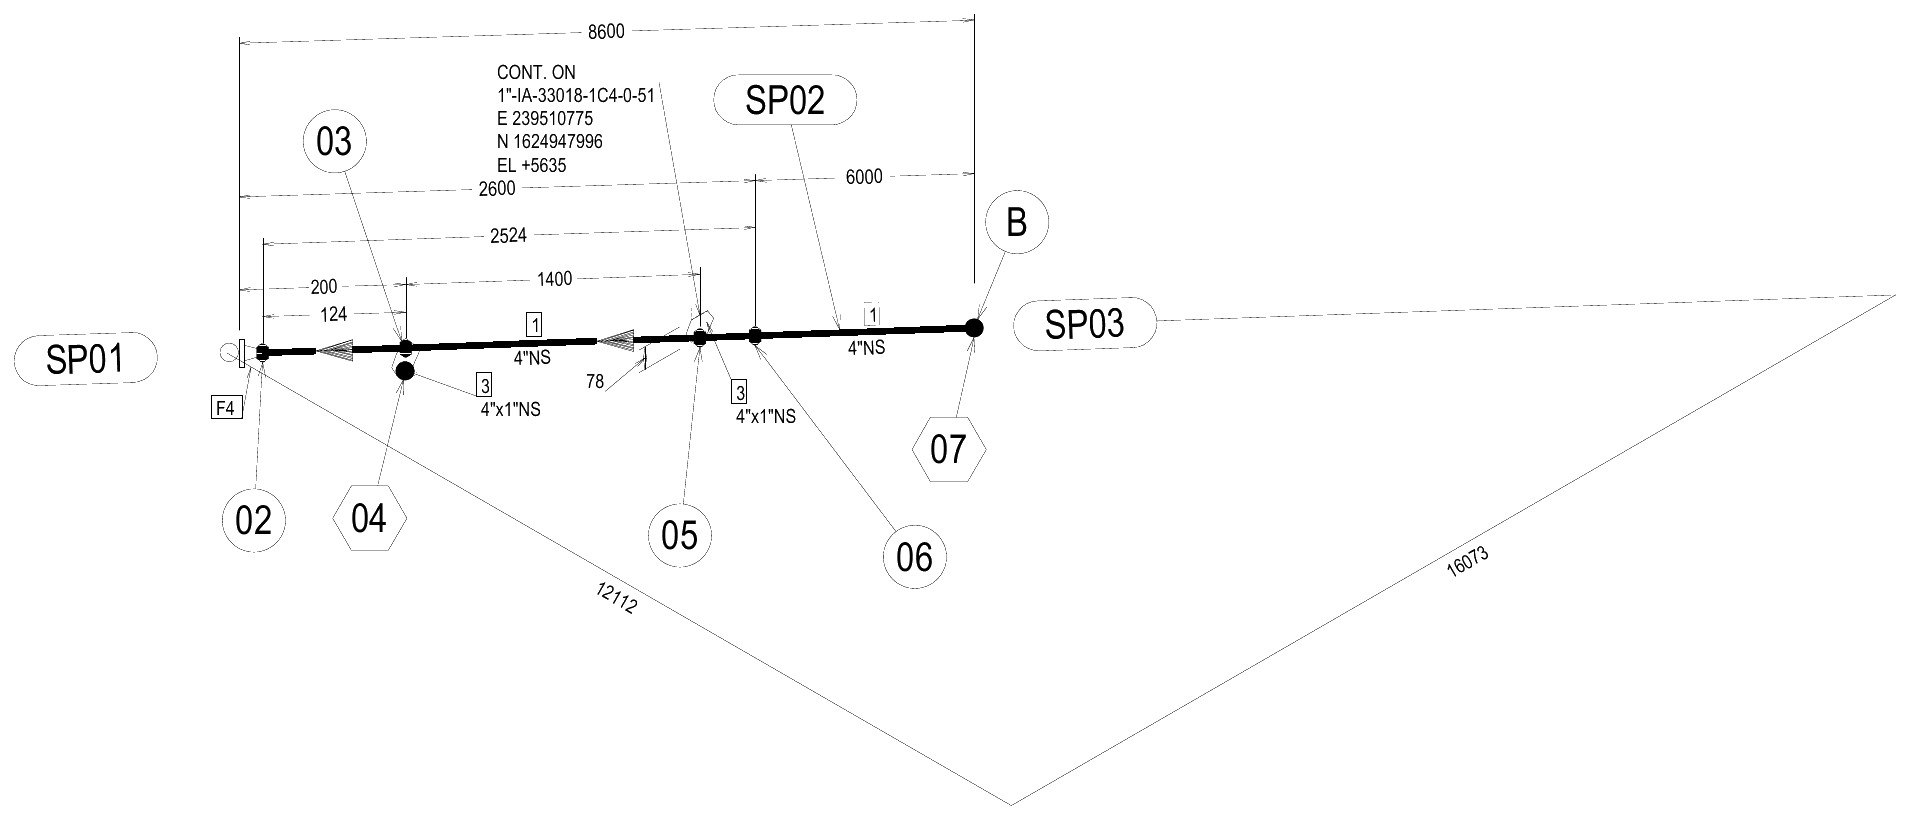 8600
CONT. ON
1"-IA-33018-1C4-0-51
E 239510775
N 1624947996
EL +5635
SP02
03
2600
6000
B
2524
200
1400
124
1
1
SP03
SP01
4"NS
4"NS
78
3
4"x1"NS
3
4"x1"NS
F4
07
02
04
05
06
12112
16073